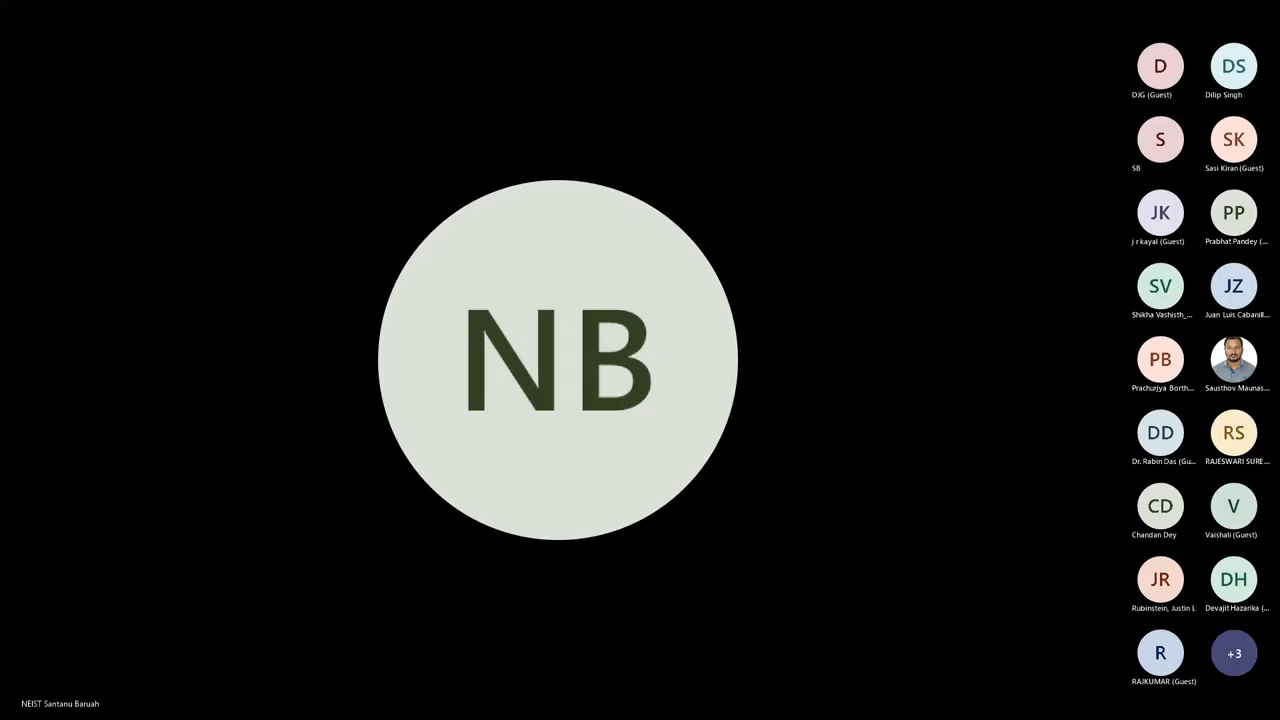 NB
NEIST Santanu Baruah
D DS
DJG (Guest) Dilip Singh
S SK
SB Sasi Kiran (Guest)
JK PP
j r kayal (Guest) Prabhat Pandey (...
SV JZ
Shikha Vashisth_... Juan Luis Cabanill...
PB
Prachurjya Borth... Sausthov Maunas...
DD RS
Dr. Rabin Das (Gu... RAJESWARI SURE...
CD V
Chandan Dey Vaishali (Guest)
JR DH
Rubinstein, Justin L Devajit Hazarika (...
R +3
RAJKUMAR (Guest)